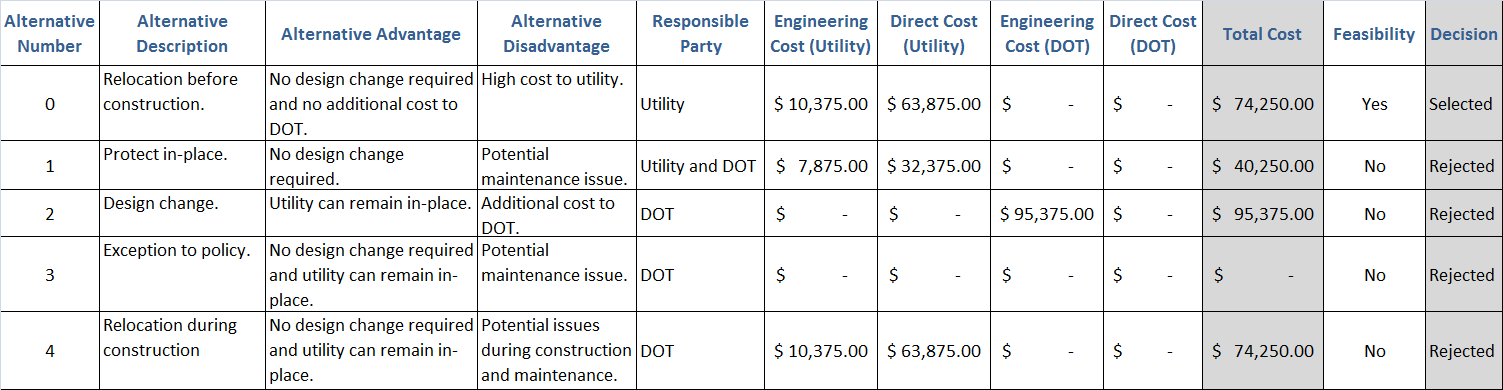 Alternative Number | Alternative Description | Alternative Advantage | Alternative Disadvantage | Responsible Party | Engineering Cost (Utility) | Direct Cost (Utility) | Engineering Cost (DOT) | Direct Cost (DOT) | Total Cost | Feasibility | Decision
0 | Relocation before construction. | No design change required and no additional cost to DOT. | High cost to utility. | Utility | $ 10,375.00 | $ 63,875.00 | $ - | $ - | $ 74,250.00 | Yes | Selected
1 | Protect in-place. | No design change required. | Potential maintenance issue. | Utility and DOT | $ 7,875.00 | $ 32,375.00 | $ - | $ - | $ 40,250.00 | No | Rejected
2 | Design change. | Utility can remain in-place. | Additional cost to DOT. | DOT | $ - | $ - | $ 95,375.00 | $ - | $ 95,375.00 | No | Rejected
3 | Exception to policy. | No design change required and utility can remain in-place. | Potential maintenance issue. | DOT | $ - | $ - | $ - | $ - | $ - | No | Rejected
4 | Relocation during construction | No design change required and utility can remain in-place. | Potential issues during construction and maintenance. | DOT | $ 10,375.00 | $ 63,875.00 | $ - | $ - | $ 74,250.00 | No | Rejected